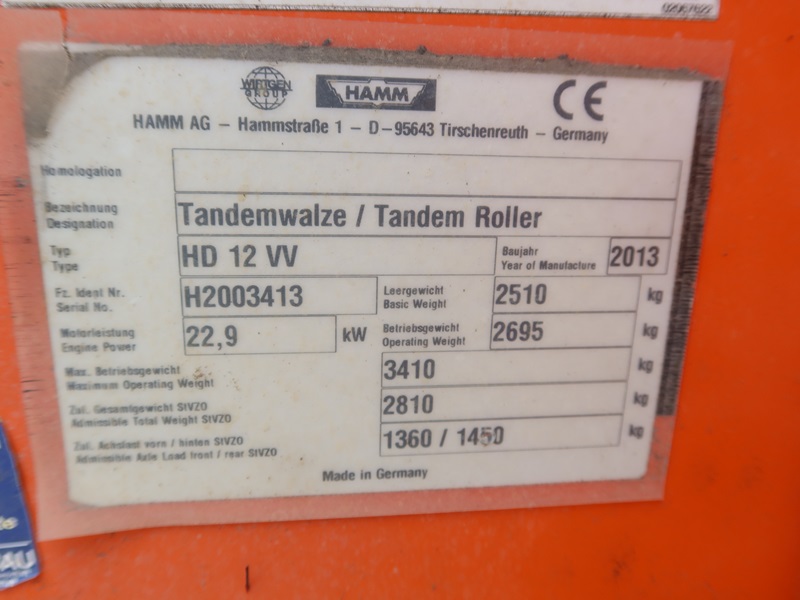 02067622
WIRTGEN
GROUP
HAMM
CE
HAMM AG – Hammstraße 1 – D–95643 Tirschenreuth – Germany
Homologation
Bezeichnung
Designation
Tandemwalze / Tandem Roller
Typ
Type
HD 12 VV
Baujahr
Year of Manufacture
2013
Fz. Ident Nr.
Serial No.
H2003413
Leergewicht
Basic Weight
2510
kg
Motorleistung
Engine Power
22,9
kW
Betriebsgewicht
Operating Weight
2695
kg
Max. Betriebsgewicht
Maximum Operating Weight
3410
kg
Zul. Gesamtgewicht StVZO
Admissible Total Weight StVZO
2810
kg
Zul. Achslast vorn / hinten StVZO
Admissible Axle Load front / rear StVZO
1360 / 1450
kg
Made in Germany
AU